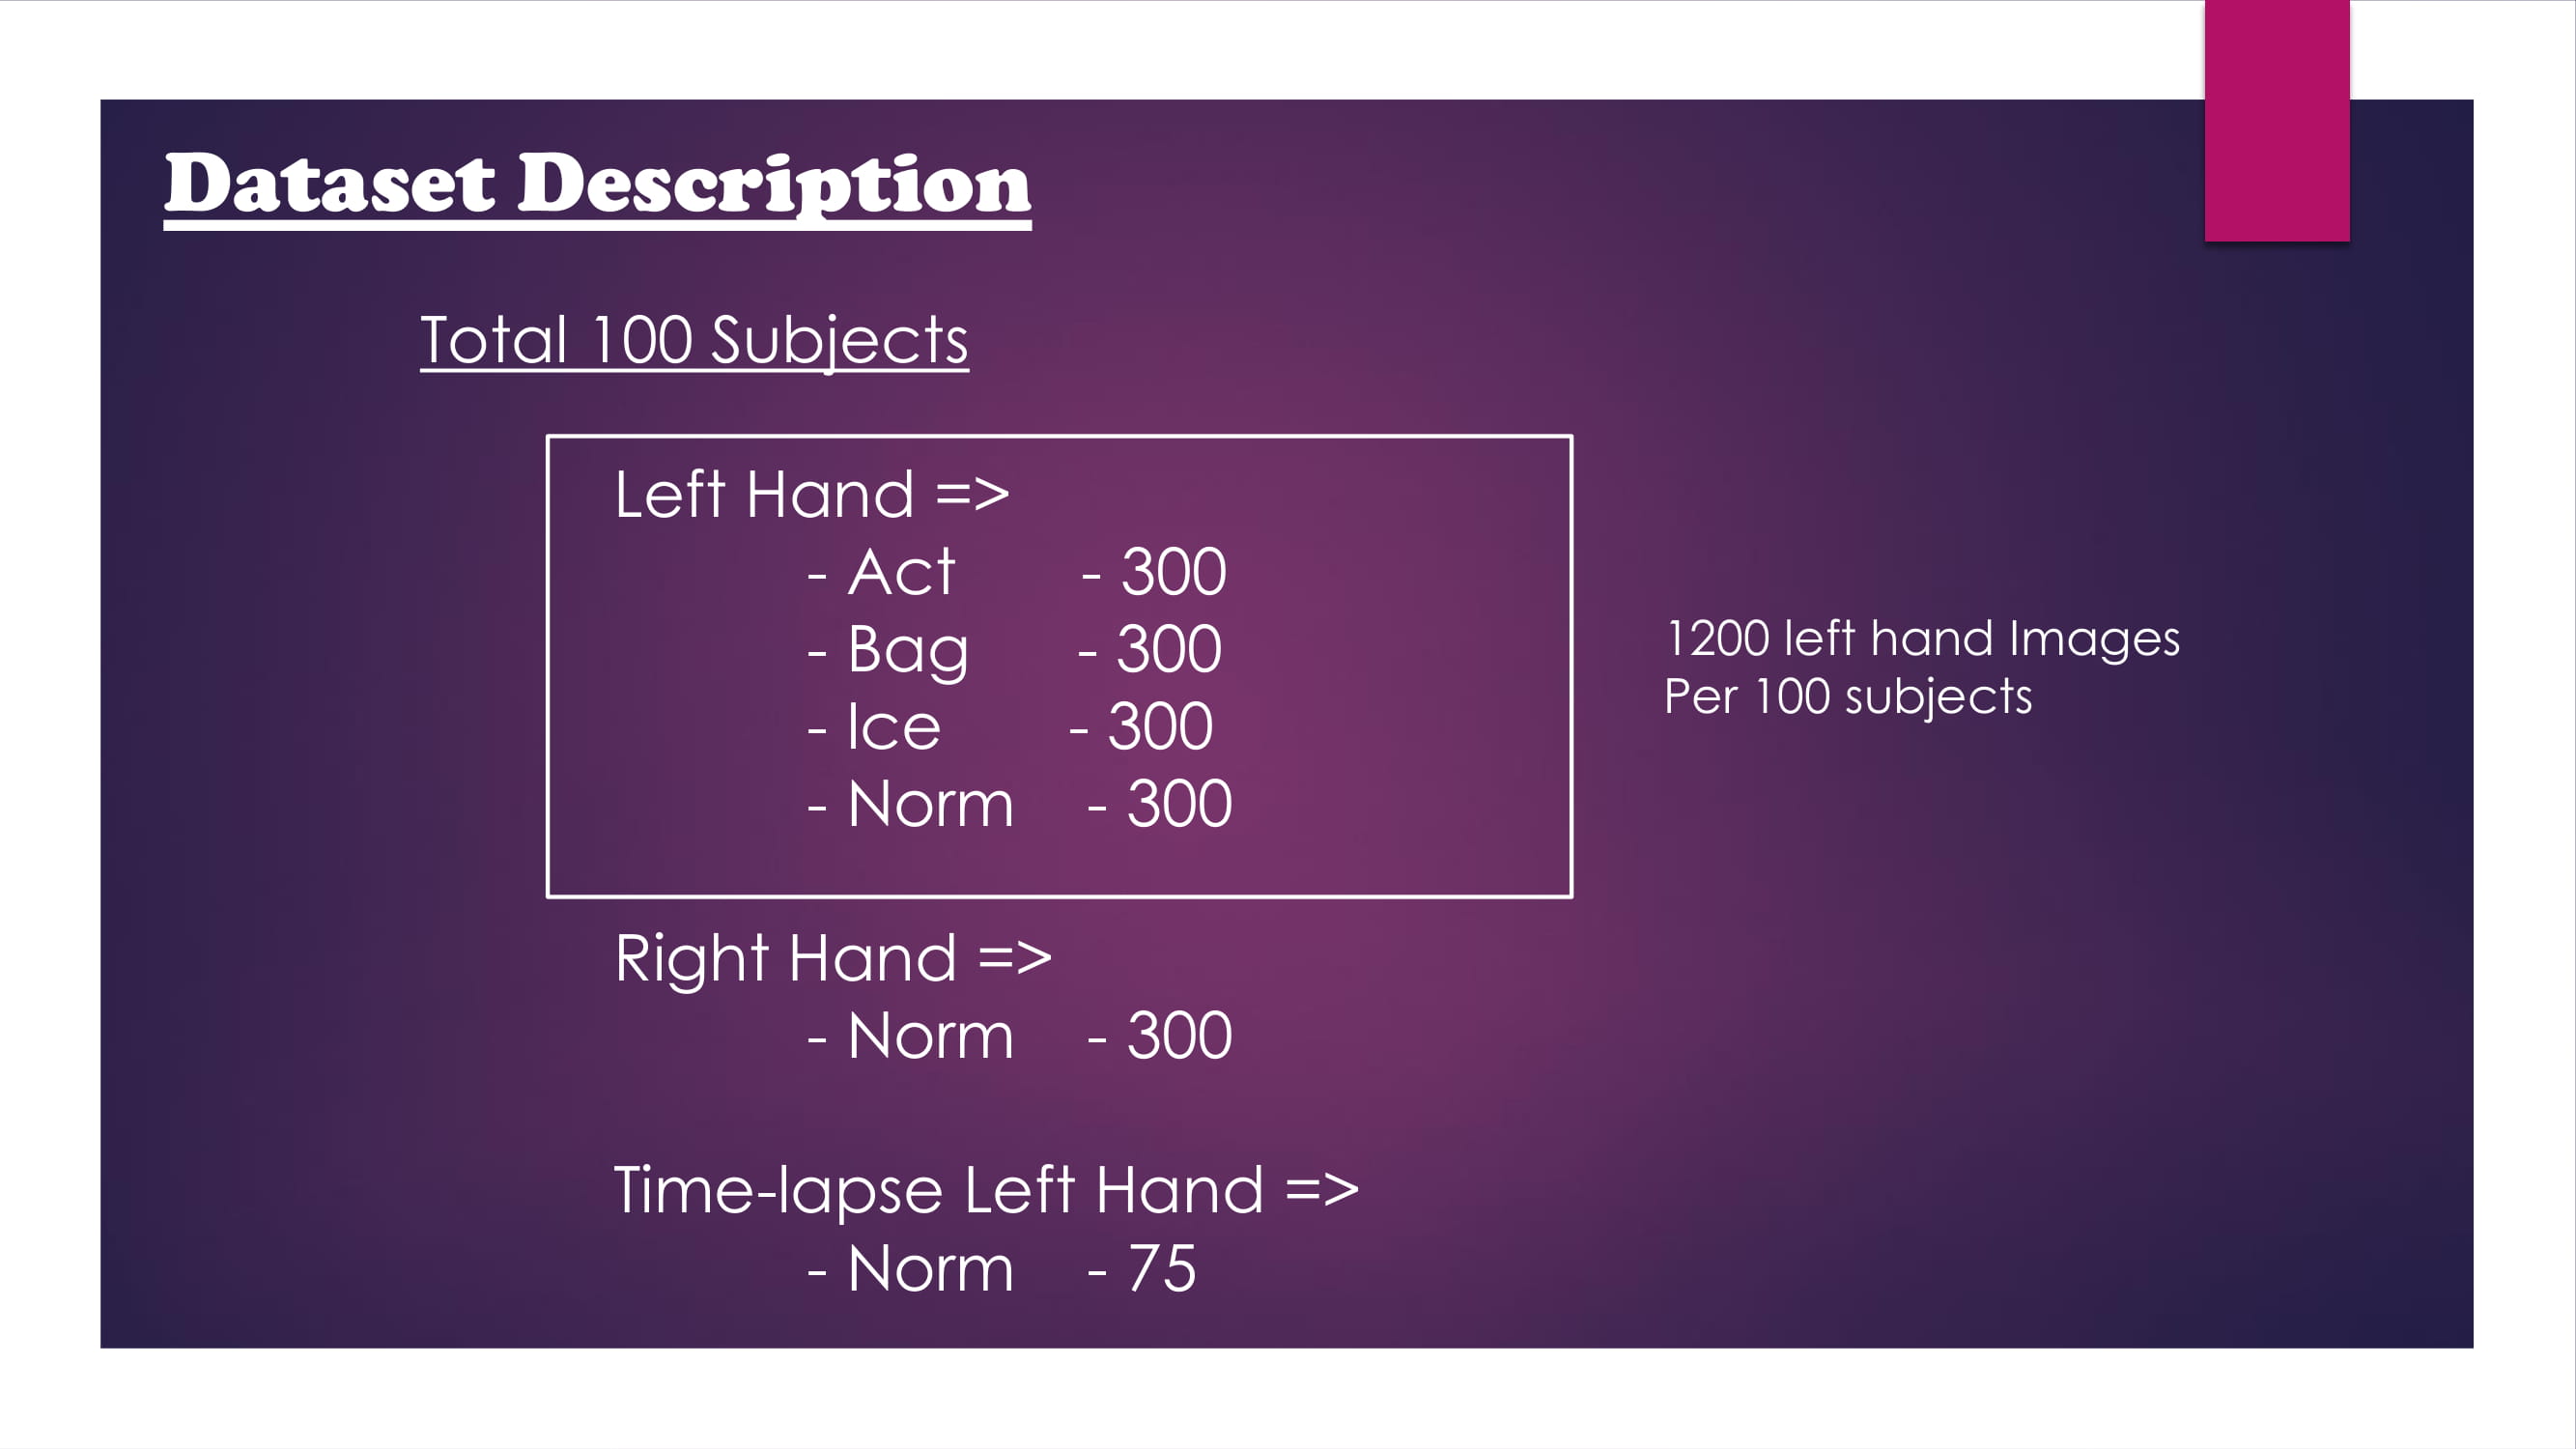 Dataset Description
Total 100 Subjects
Left Hand =>
- Act - 300
- Bag - 300
- Ice - 300
- Norm - 300
1200 left hand Images
Per 100 subjects
Right Hand =>
- Norm - 300
Time-lapse Left Hand =>
- Norm - 75